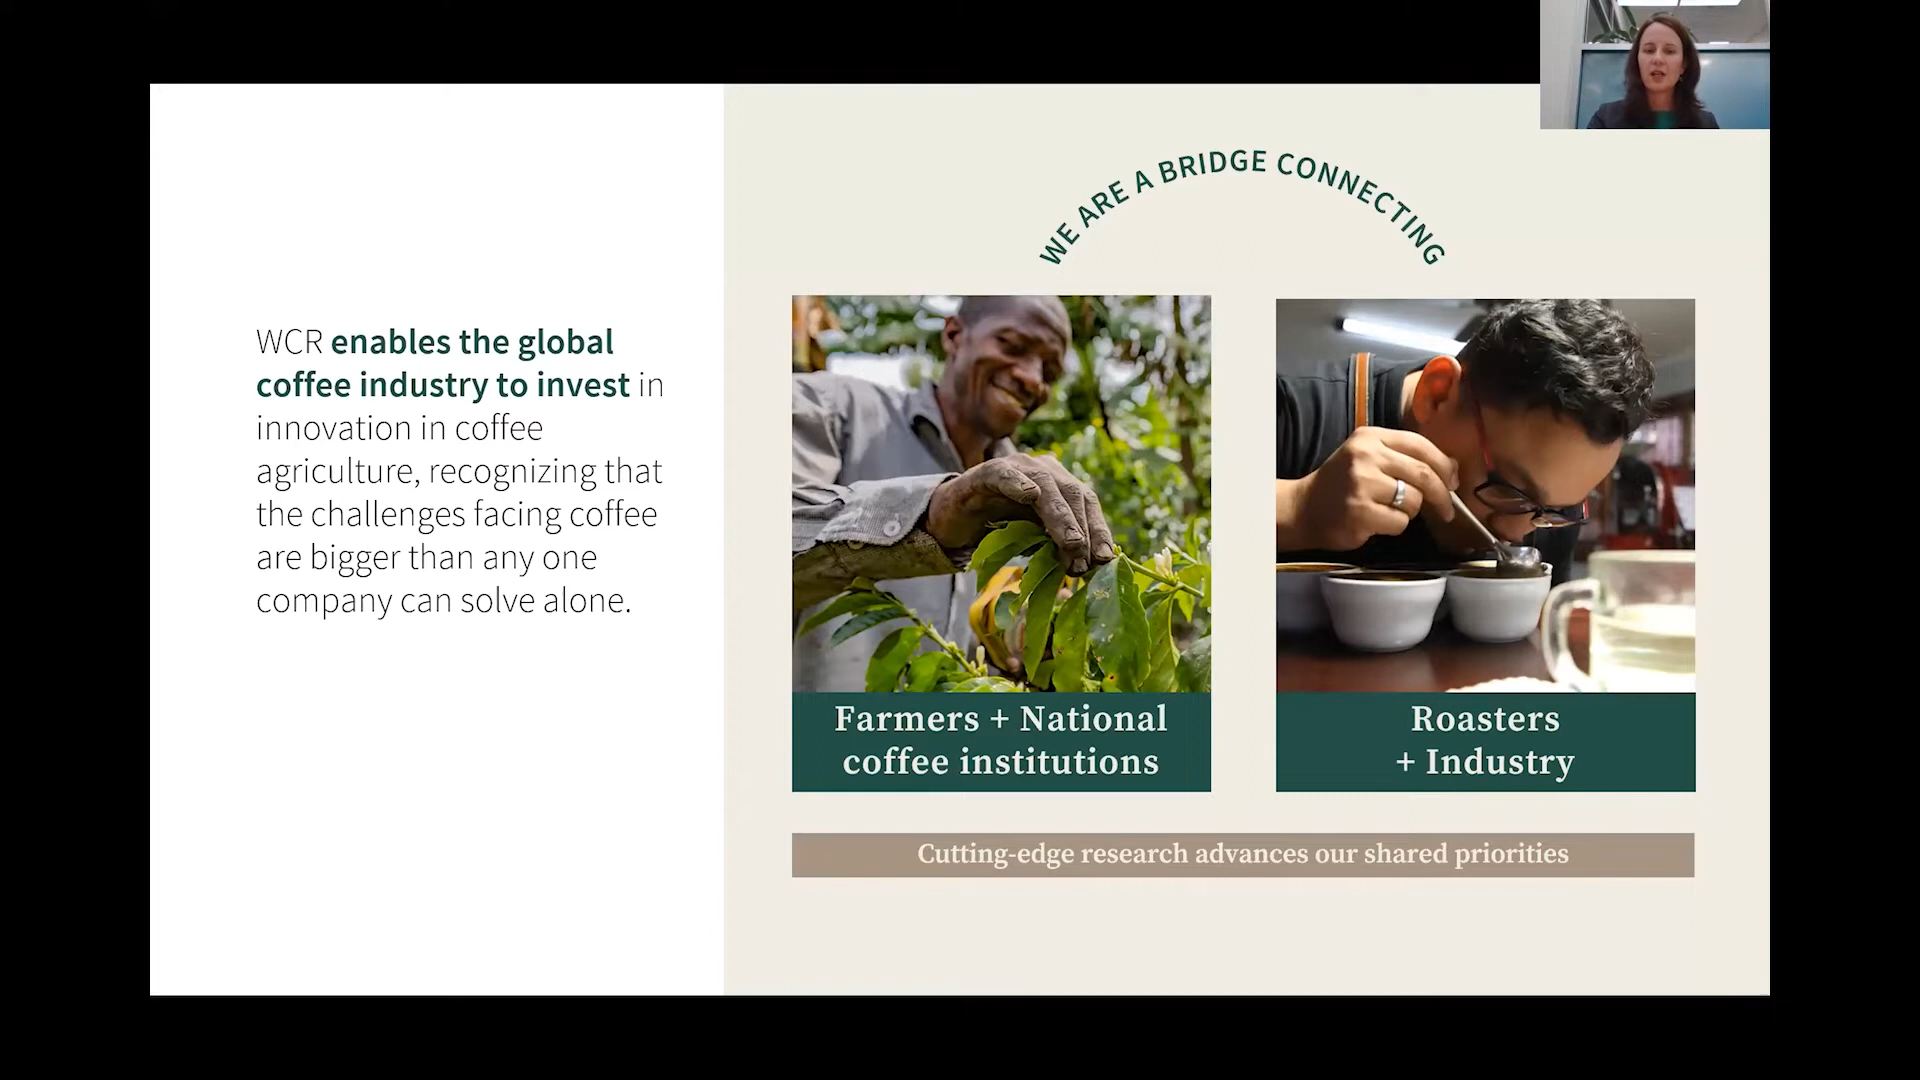 WCR enables the global
coffee industry to invest in
innovation in coffee
agriculture, recognizing that
the challenges facing coffee
are bigger than any one
company can solve alone.
WE ARE A BRIDGE CONNECTING
Farmers + National
coffee institutions
Roasters
+ Industry
Cutting-edge research advances our shared priorities